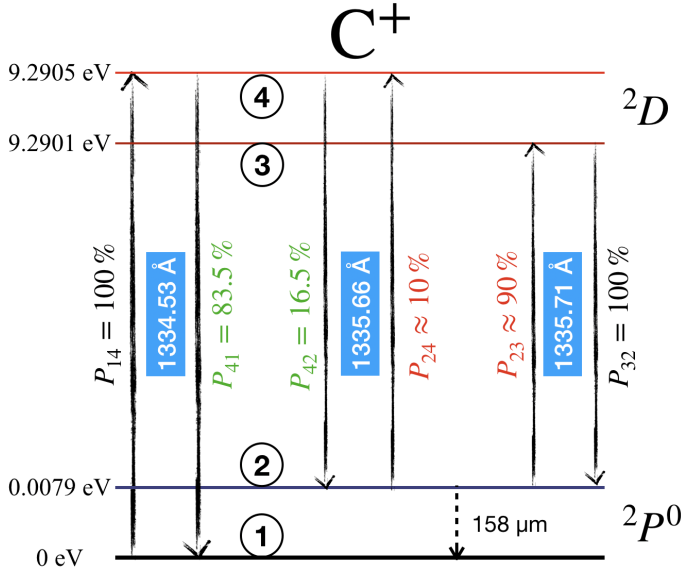 C⁺
9.2905 eV
④
²D
9.2901 eV
③
P₁₄ = 100 %
1334.53 Å
P₄₁ = 83.5 %
P₄₂ = 16.5 %
1335.66 Å
P₂₄ ≈ 10 %
P₂₃ ≈ 90 %
1335.71 Å
P₃₂ = 100 %
②
0.0079 eV
²P⁰
158 μm
①
0 eV